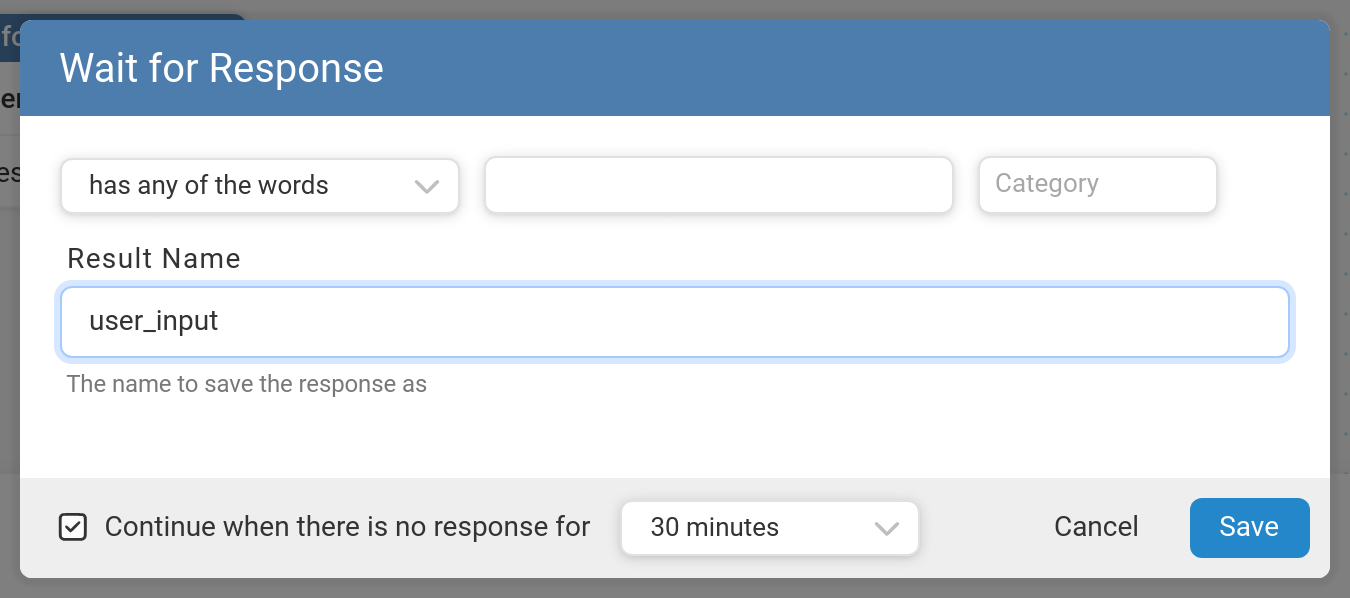 Wait for Response
has any of the words
Category
Result Name
user_input
The name to save the response as
Continue when there is no response for
30 minutes
Cancel
Save